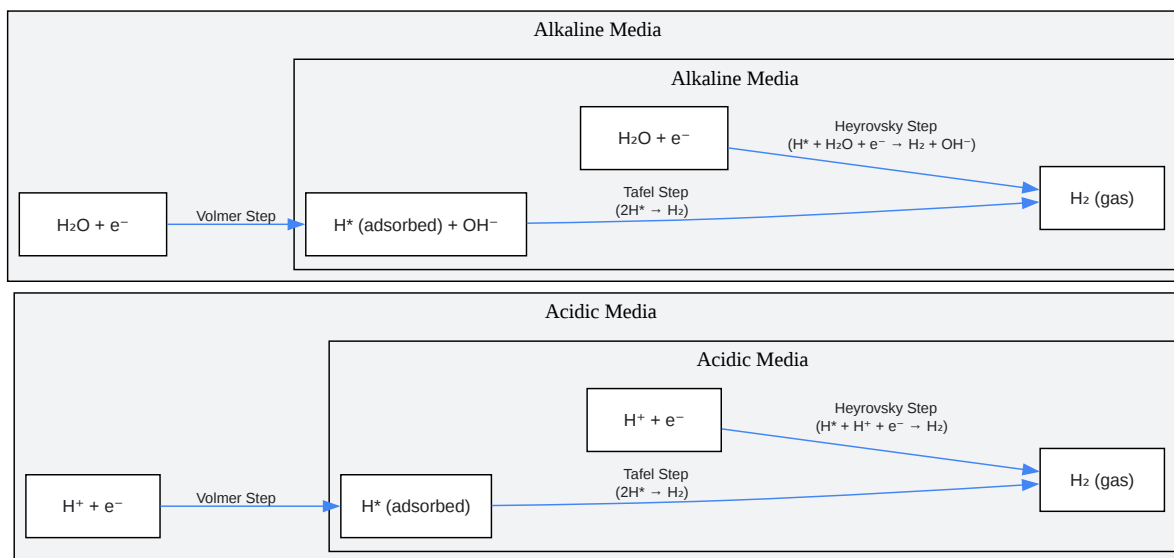 Alkaline Media
Alkaline Media
H₂O + e⁻
Heyrovsky Step
(H* + H₂O + e⁻ → H₂ + OH⁻)
Tafel Step
(2H* → H₂)
H₂ (gas)
H₂O + e⁻
Volmer Step
H* (adsorbed) + OH⁻
Acidic Media
Acidic Media
H⁺ + e⁻
Heyrovsky Step
(H* + H⁺ + e⁻ → H₂)
Tafel Step
(2H* → H₂)
H₂ (gas)
H⁺ + e⁻
Volmer Step
H* (adsorbed)